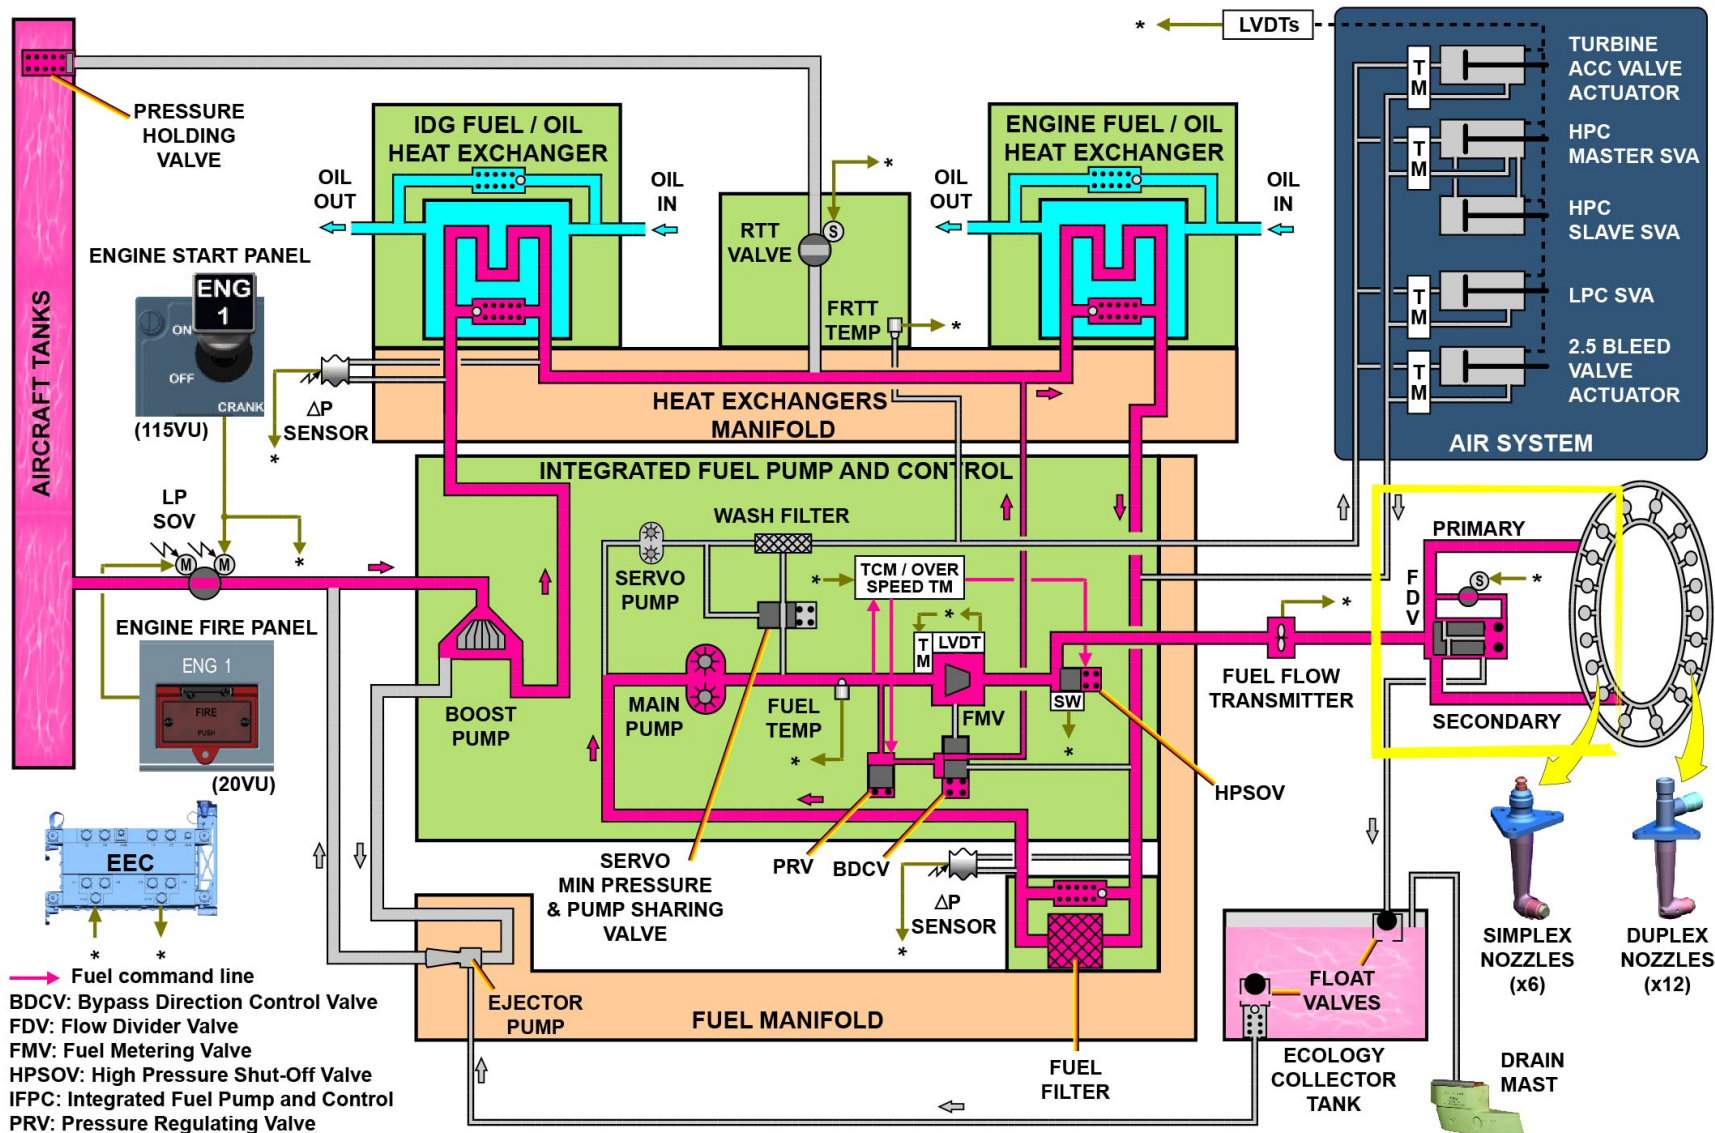 LVDTs
TURBINE
ACC VALVE
ACTUATOR
TM
HPC
MASTER SVA
TM
HPC
SLAVE SVA
LPC SVA
TM
2.5 BLEED
VALVE
ACTUATOR
TM
AIR SYSTEM
PRESSURE
HOLDING
VALVE
AIRCRAFT TANKS
IDG FUEL / OIL
HEAT EXCHANGER
OIL
OUT
OIL
IN
RTT
VALVE
S
FRTT
TEMP
ENGINE FUEL / OIL
HEAT EXCHANGER
OIL
OUT
OIL
IN
ENGINE START PANEL
ENG
1
ON
OFF
CRANK
(115VU)
ΔP
SENSOR
HEAT EXCHANGERS
MANIFOLD
LP
SOV
M
M
ENGINE FIRE PANEL
ENG 1
FIRE
PUSH
(20VU)
INTEGRATED FUEL PUMP AND CONTROL
WASH FILTER
SERVO
PUMP
TCM / OVER
SPEED TM
TM
LVDT
MAIN
PUMP
FUEL
TEMP
FMV
SW
BOOST
PUMP
HPSOV
PRV
BDCV
SERVO
MIN PRESSURE
& PUMP SHARING
VALVE
ΔP
SENSOR
PRIMARY
FDV
S
SECONDARY
FUEL FLOW
TRANSMITTER
EEC
EJECTOR
PUMP
FUEL MANIFOLD
FUEL
FILTER
FLOAT
VALVES
ECOLOGY
COLLECTOR
TANK
SIMPLEX
NOZZLES
(x6)
DUPLEX
NOZZLES
(x12)
DRAIN
MAST
Fuel command line
BDCV: Bypass Direction Control Valve
FDV: Flow Divider Valve
FMV: Fuel Metering Valve
HPSOV: High Pressure Shut-Off Valve
IFPC: Integrated Fuel Pump and Control
PRV: Pressure Regulating Valve